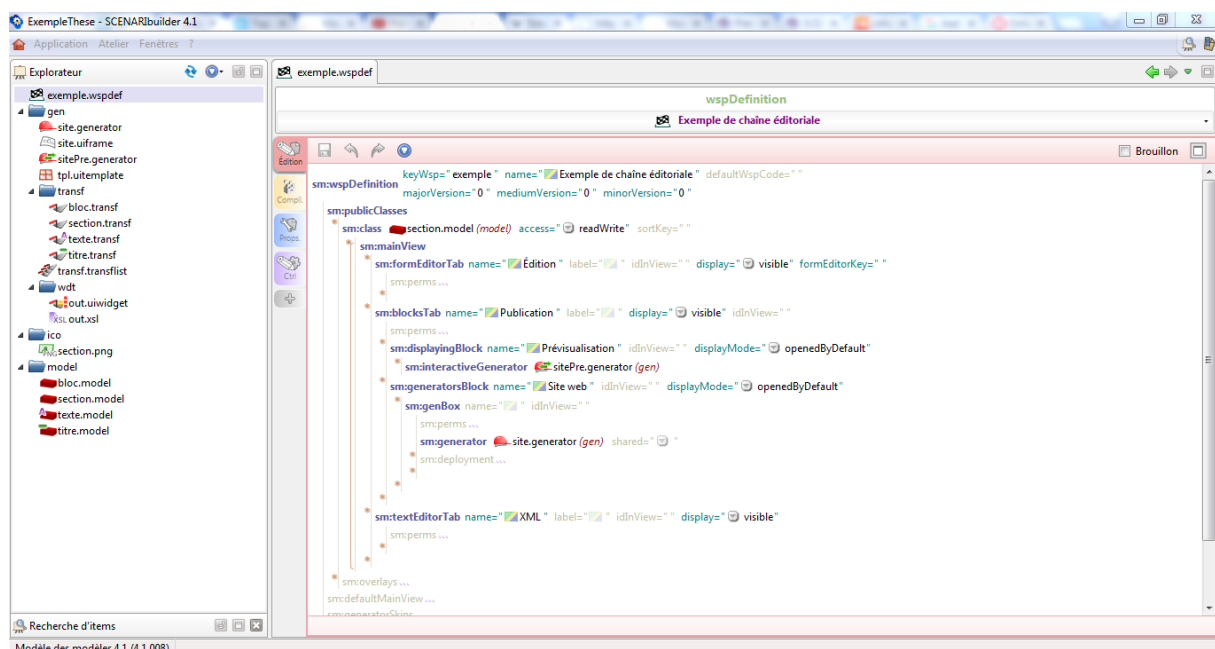 ExempleThese - SCENARIbuilder 4.1
Application Atelier Fenêtres ?
Explorateur
exemple.wspdef
gen
site.generator
site.uiframe
sitePre.generator
tpl.uitemplate
transf
bloc.transf
section.transf
texte.transf
titre.transf
transf.transflist
wdt
out.uiwidget
XSL out.xsl
ico
section.png
model
bloc.model
section.model
texte.model
titre.model
Recherche d'items
Modèle des modèles 4.1 (4.1.008)
exemple.wspdef
wspDefinition
Exemple de chaîne éditoriale
Édition
Compil.
Props.
Ctrl
Brouillon
sm:wspDefinition keyWsp="exemple" name="Exemple de chaîne éditoriale" defaultWspCode=""
majorVersion="0" mediumVersion="0" minorVersion="0"
sm:publicClasses
sm:class section.model (model) access="readWrite" sortKey=""
sm:mainView
sm:formEditorTab name="Édition" label="" idInView="" display="visible" formEditorKey=""
sm:perms ...
sm:blocksTab name="Publication" label="" display="visible" idInView=""
sm:perms ...
sm:displayingBlock name="Prévisualisation" idInView="" displayMode="openedByDefault"
sm:interactiveGenerator sitePre.generator (gen)
sm:generatorsBlock name="Site web" idInView="" displayMode="openedByDefault"
sm:genBox name="" idInView=""
sm:perms ...
sm:generator site.generator (gen) shared=""
sm:deployment ...
sm:textEditorTab name="XML" label="" idInView="" display="visible"
sm:perms ...
sm:overlays ...
sm:defaultMainView ...
sm:generatorSkins